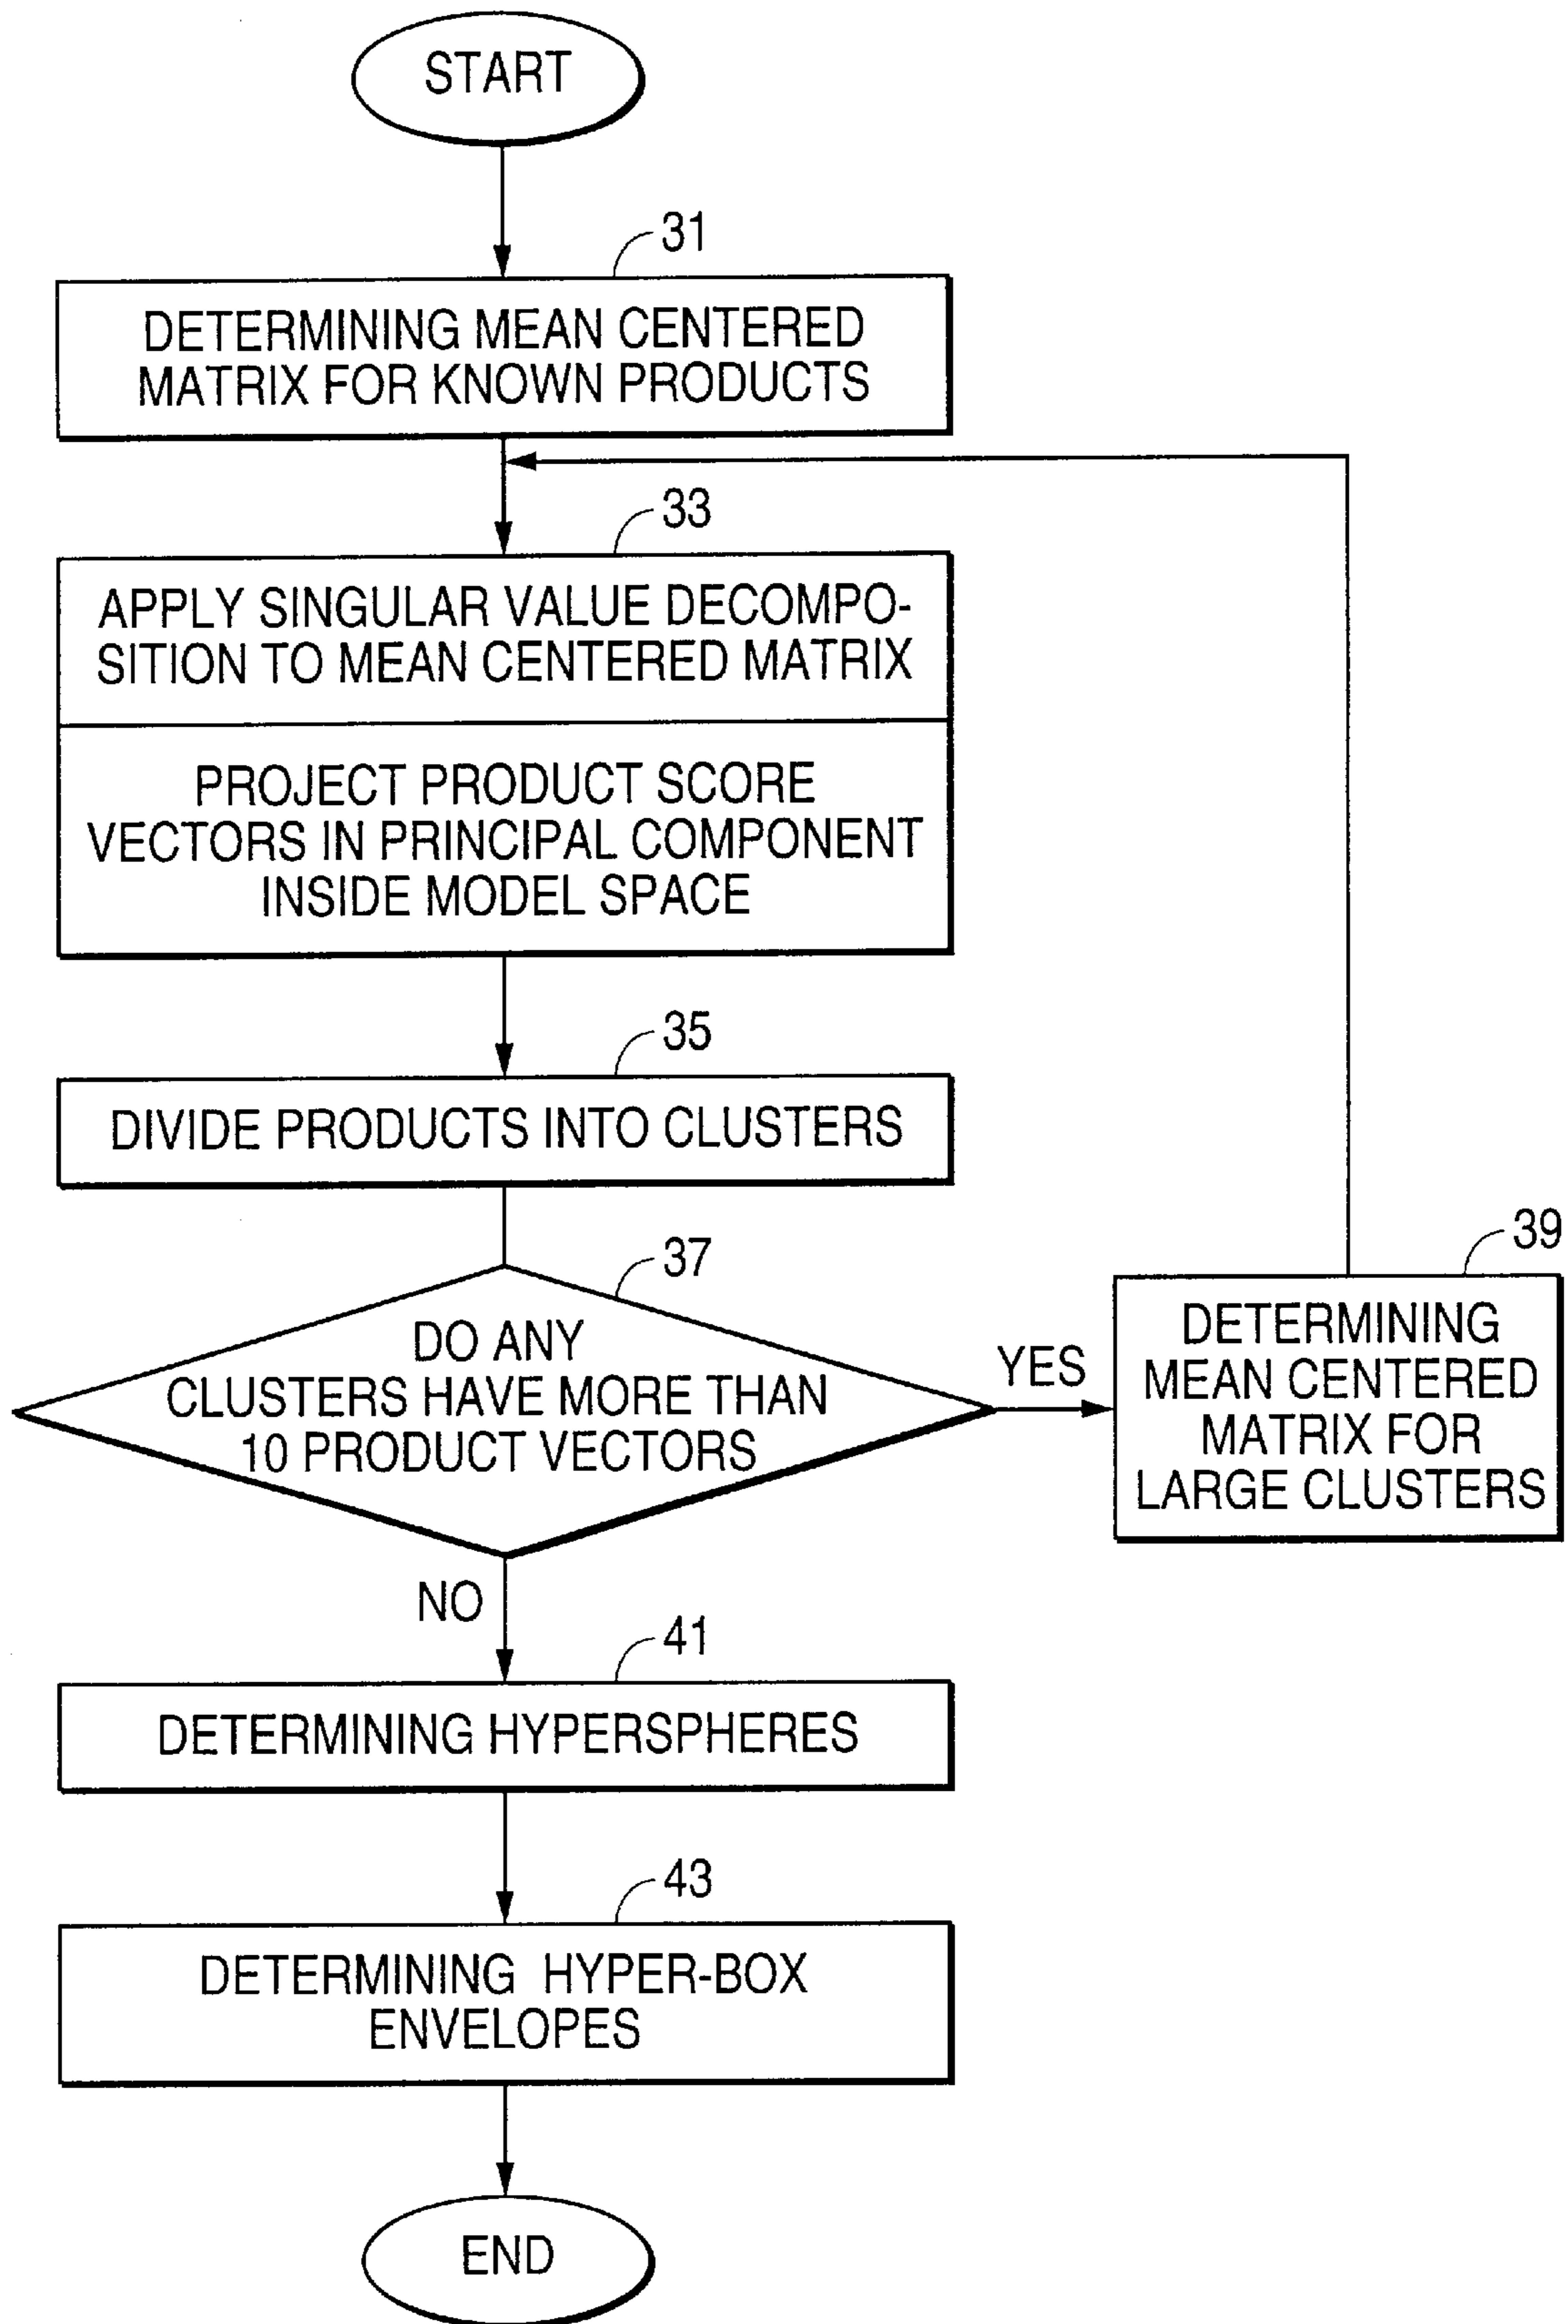 START
31
DETERMINING MEAN CENTERED
MATRIX FOR KNOWN PRODUCTS
33
APPLY SINGULAR VALUE DECOMPO-
SITION TO MEAN CENTERED MATRIX
PROJECT PRODUCT SCORE
VECTORS IN PRINCIPAL COMPONENT
INSIDE MODEL SPACE
35
DIVIDE PRODUCTS INTO CLUSTERS
37
DO ANY
CLUSTERS HAVE MORE THAN
10 PRODUCT VECTORS
YES
39
DETERMINING
MEAN CENTERED
MATRIX FOR
LARGE CLUSTERS
NO
41
DETERMINING HYPERSPHERES
43
DETERMINING HYPER-BOX
ENVELOPES
END